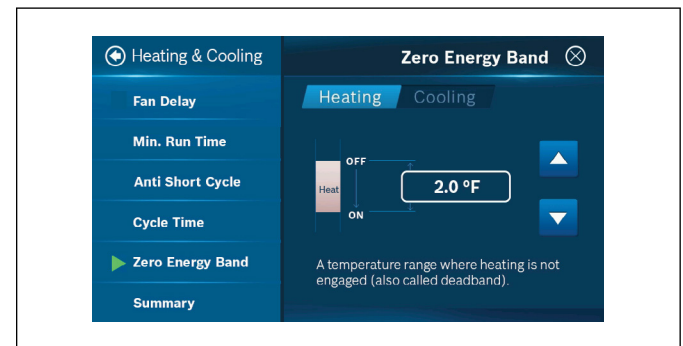 Heating & Cooling
Fan Delay
Min. Run Time
Anti Short Cycle
Cycle Time
Zero Energy Band
Summary
Zero Energy Band
Heating
Cooling
OFF
Heat
ON
2.0 ºF
A temperature range where heating is not
engaged (also called deadband).